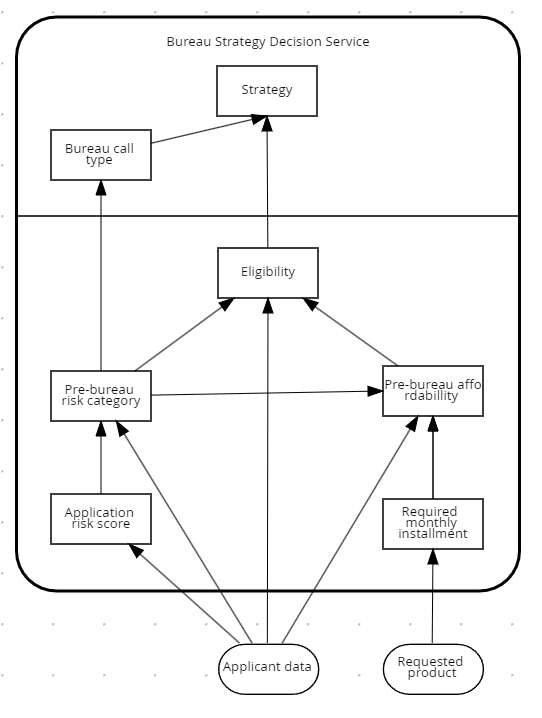 Bureau Strategy Decision Service
Strategy
Bureau call
type
Eligibility
Pre-bureau
risk category
Pre-bureau affo
rdabillity
Application
risk score
Required
monthly
installment
Applicant data
Requested
product